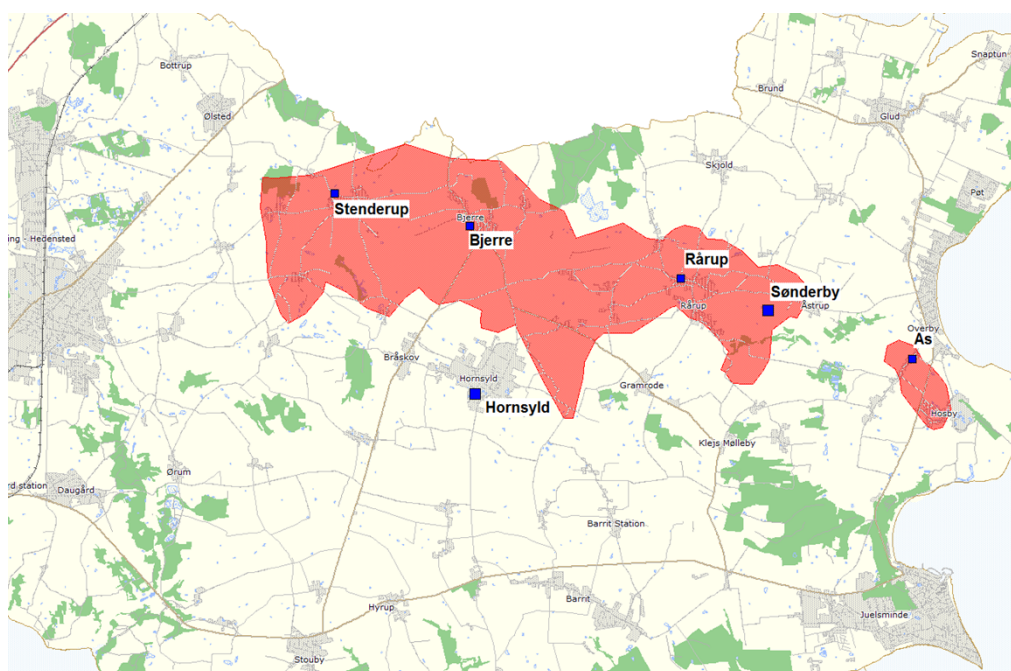 Snaptun
Bottrup
Brund
Ølsted
Glud
Skjold
Pøt
Stenderup
Bjerre
Bjerre
ning - Hedensted
Rårup
Sønderby
Rårup
Åstrup
Overby
As
Bråskov
Hornsyld
Gramrode
Hornsyld
Hosby
Klejs Mølleby
Ørum
rd station
Daugård
Barrit Station
Hyrup
Barrit
Juelsminde
Stouby